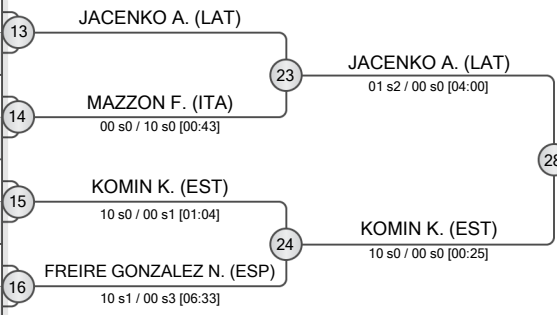 13
JACENKO A. (LAT)
23
JACENKO A. (LAT)
01 s2 / 00 s0 [04:00]
14
MAZZON F. (ITA)
00 s0 / 10 s0 [00:43]
28
15
KOMIN K. (EST)
10 s0 / 00 s1 [01:04]
24
KOMIN K. (EST)
10 s0 / 00 s0 [00:25]
16
FREIRE GONZALEZ N. (ESP)
10 s1 / 00 s3 [06:33]